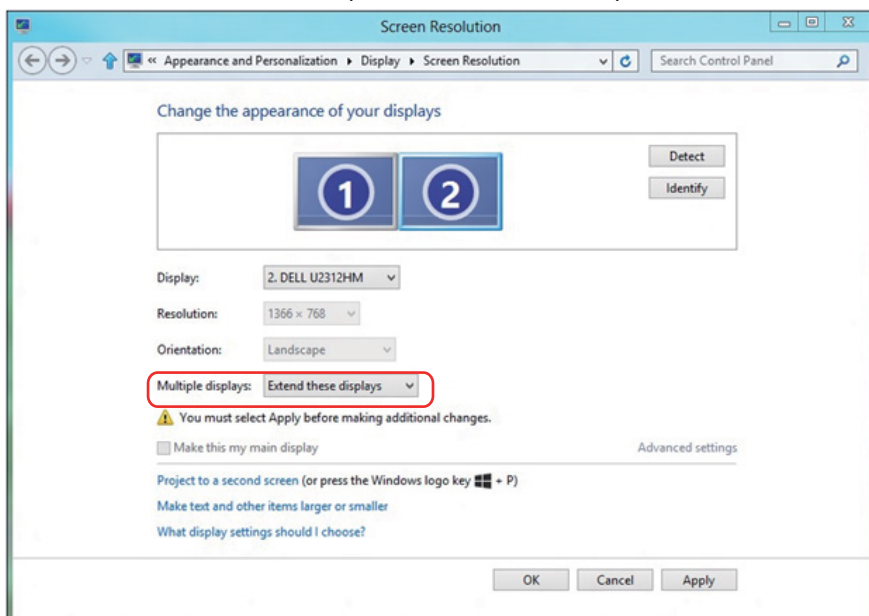 Screen Resolution
« Appearance and Personalization ▸ Display ▸ Screen Resolution
Search Control Panel
Change the appearance of your displays
1 2
Detect
Identify
Display: 2. DELL U2312HM
Resolution: 1366 × 768
Orientation: Landscape
Multiple displays: Extend these displays
You must select Apply before making additional changes.
Make this my main display Advanced settings
Project to a second screen (or press the Windows logo key + P)
Make text and other items larger or smaller
What display settings should I choose?
OK Cancel Apply